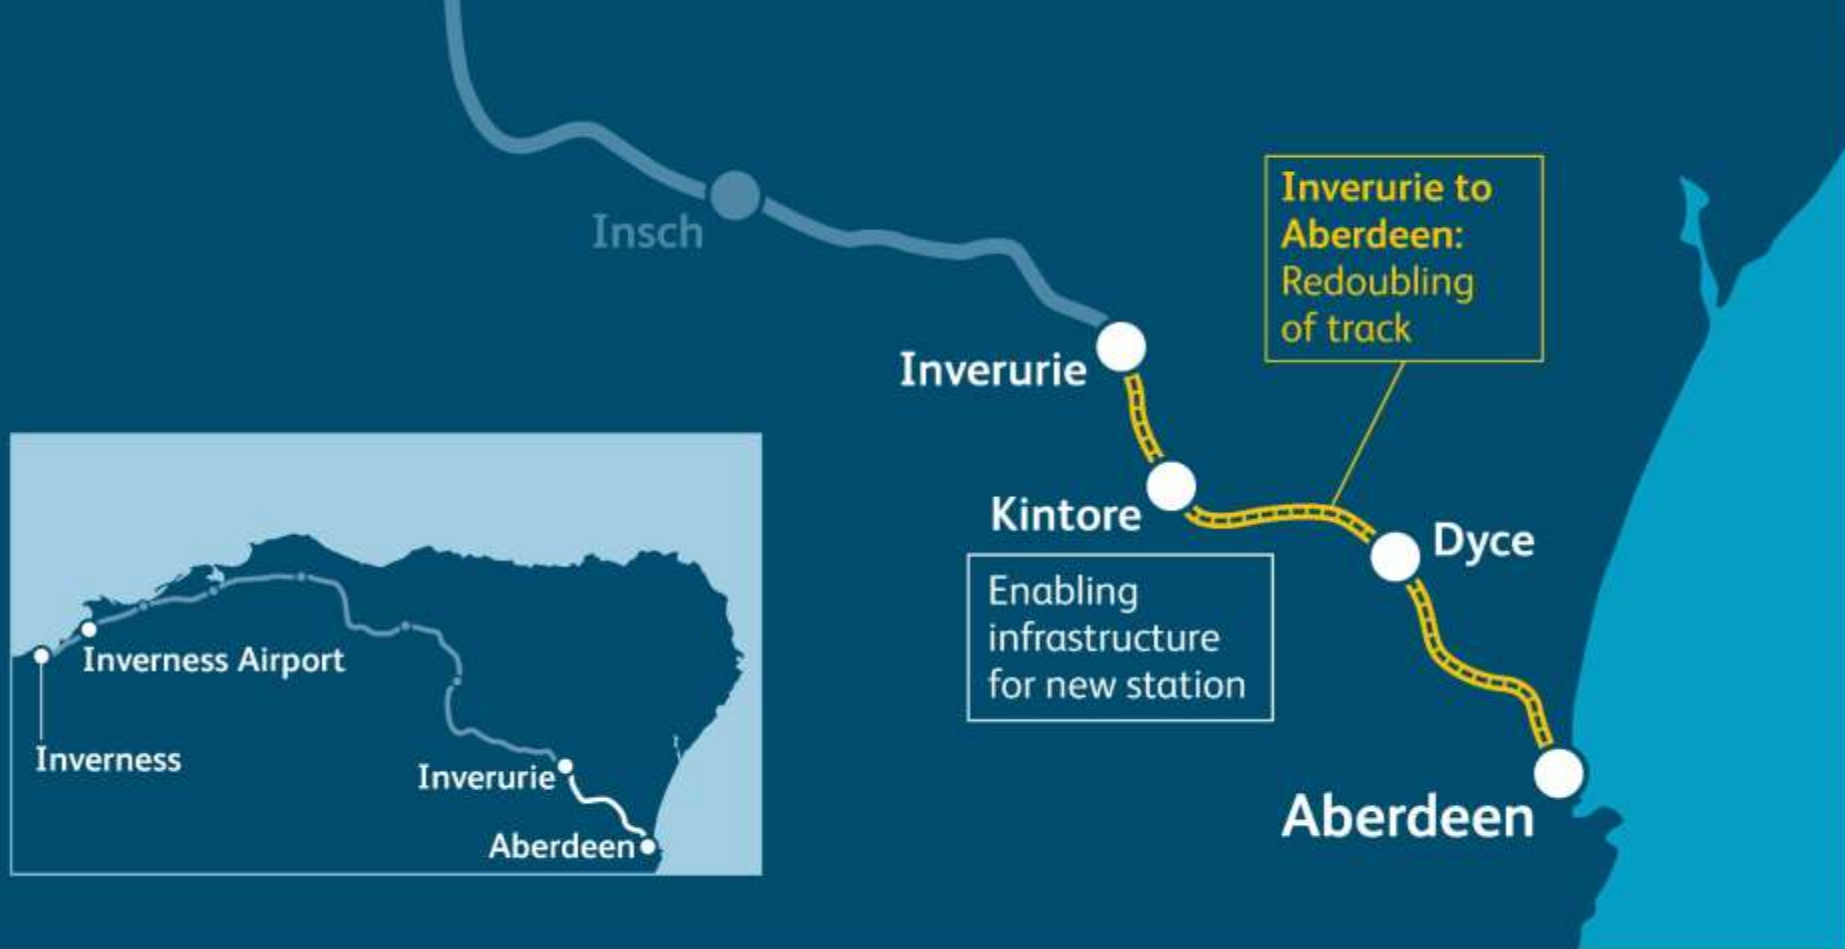 Insch
Inverurie to
Aberdeen:
Redoubling
of track
Inverurie
Kintore
Dyce
Enabling
infrastructure
for new station
Aberdeen
Inverness Airport
Inverness
Inverurie
Aberdeen